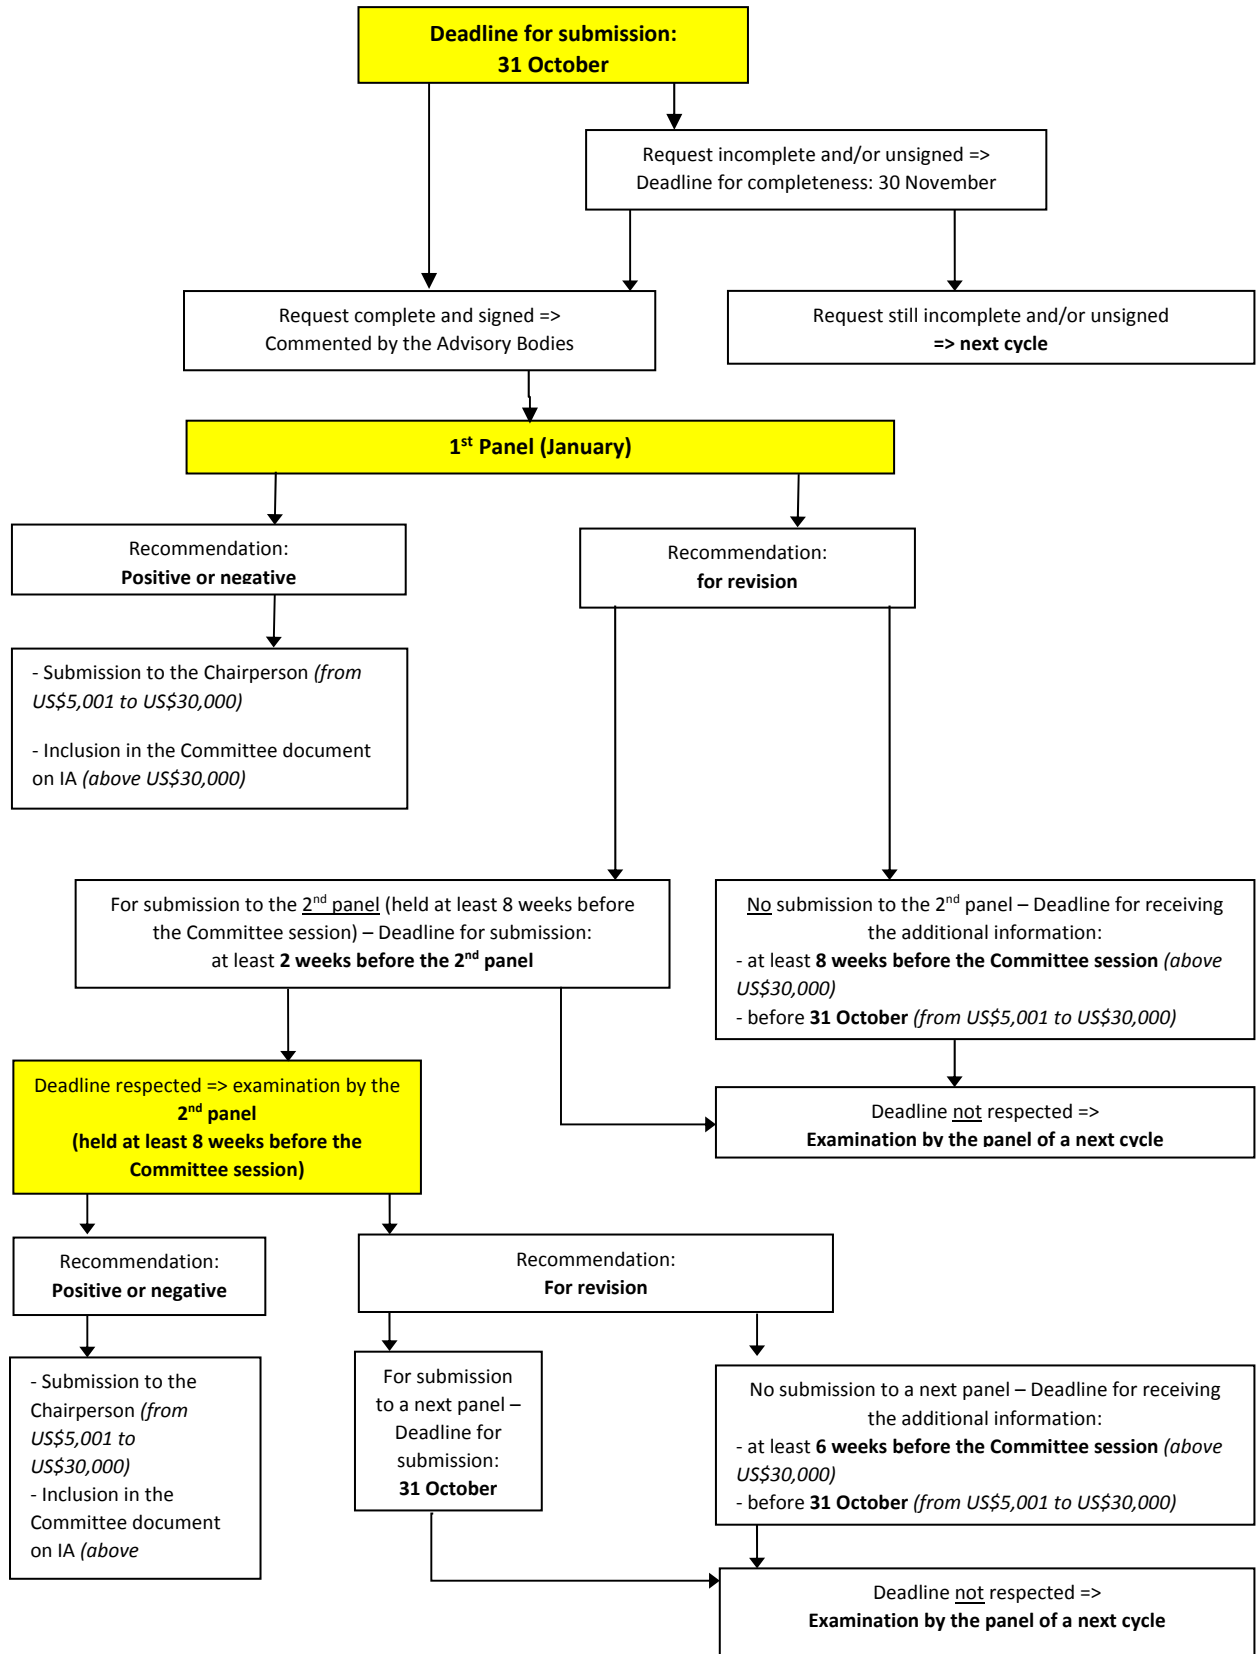 Deadline for submission:
31 October
Request incomplete and/or unsigned =>
Deadline for completeness: 30 November
Request complete and signed =>
Commented by the Advisory Bodies
Request still incomplete and/or unsigned
=> next cycle
1st Panel (January)
Recommendation:
Positive or negative
Recommendation:
for revision
- Submission to the Chairperson (from
US$5,001 to US$30,000)
- Inclusion in the Committee document
on IA (above US$30,000)
For submission to the 2nd panel (held at least 8 weeks before
the Committee session) – Deadline for submission:
at least 2 weeks before the 2nd panel
No submission to the 2nd panel – Deadline for receiving
the additional information:
- at least 8 weeks before the Committee session (above
US$30,000)
- before 31 October (from US$5,001 to US$30,000)
Deadline respected => examination by the
2nd panel
(held at least 8 weeks before the
Committee session)
Deadline not respected =>
Examination by the panel of a next cycle
Recommendation:
Positive or negative
Recommendation:
For revision
- Submission to the
Chairperson (from
US$5,001 to
US$30,000)
- Inclusion in the
Committee document
on IA (above
For submission
to a next panel –
Deadline for
submission:
31 October
No submission to a next panel – Deadline for receiving
the additional information:
- at least 6 weeks before the Committee session (above
US$30,000)
- before 31 October (from US$5,001 to US$30,000)
Deadline not respected =>
Examination by the panel of a next cycle